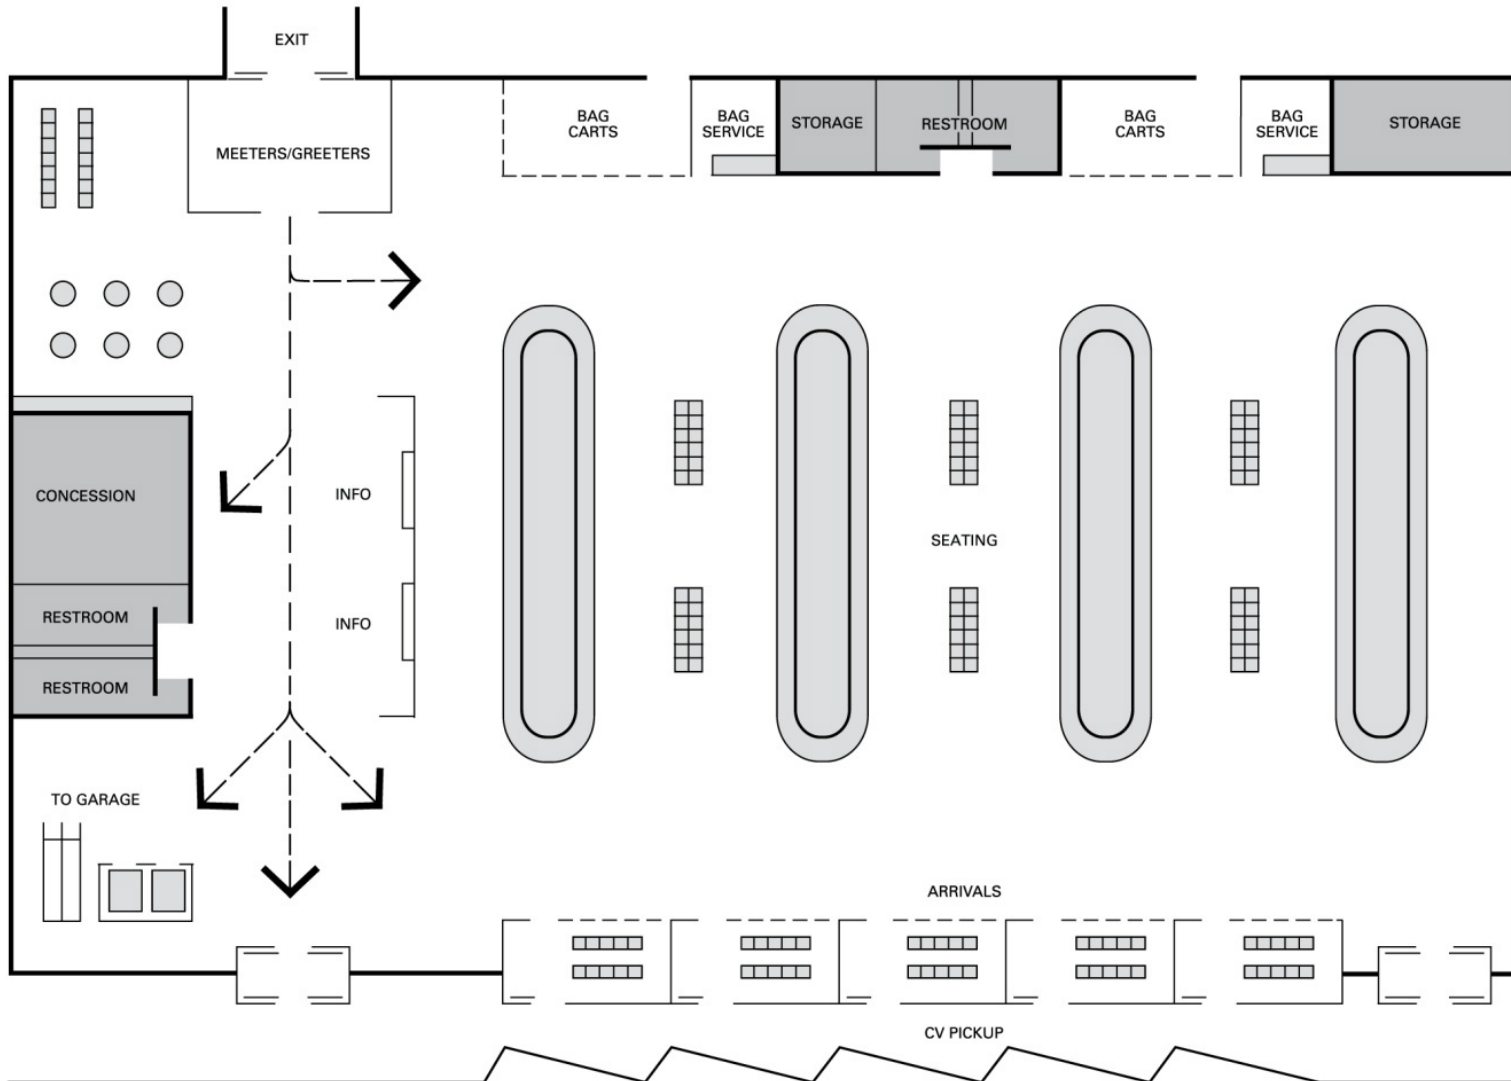 EXIT
MEETERS/GREETERS
BAG
CARTS
BAG
SERVICE
STORAGE
RESTROOM
BAG
CARTS
BAG
SERVICE
STORAGE
CONCESSION
INFO
SEATING
RESTROOM
INFO
RESTROOM
TO GARAGE
ARRIVALS
CV PICKUP